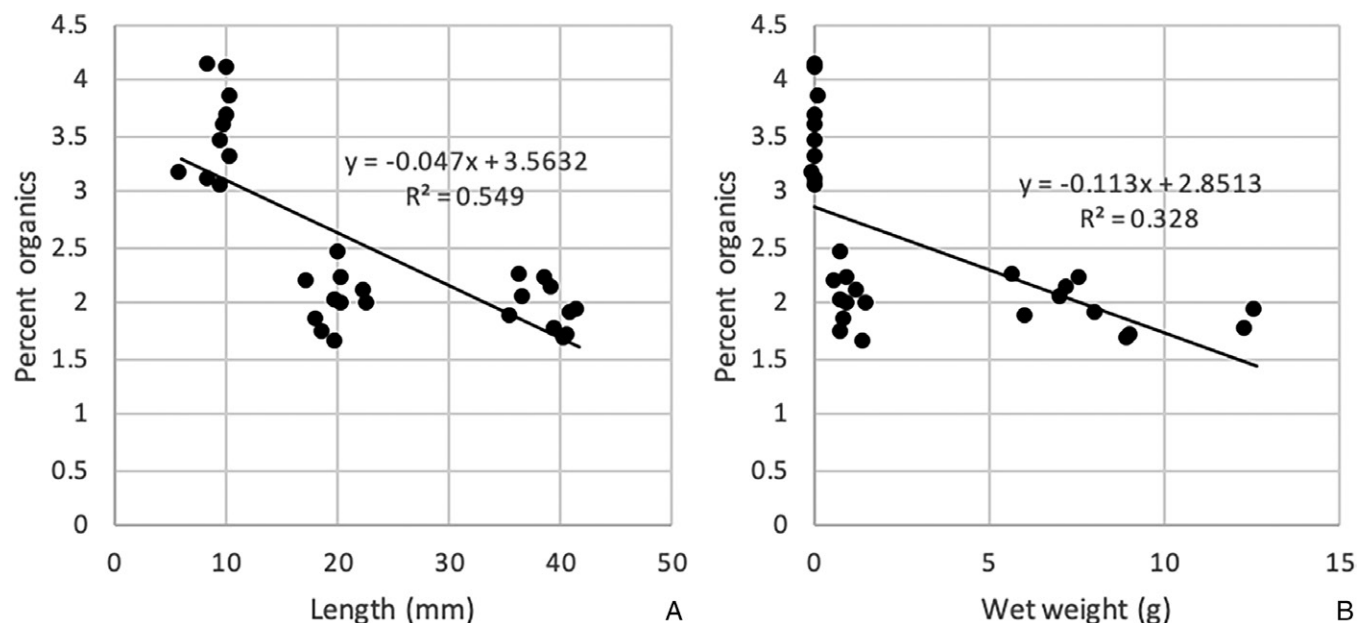 4.5
4
3.5
3
2.5
2
1.5
1
0.5
0
Percent organics
y = -0.047x + 3.5632
R² = 0.549
0 10 20 30 40 50
Length (mm)
A
4.5
4
3.5
3
2.5
2
1.5
1
0.5
0
Percent organics
y = -0.113x + 2.8513
R² = 0.328
0 5 10 15
Wet weight (g)
B